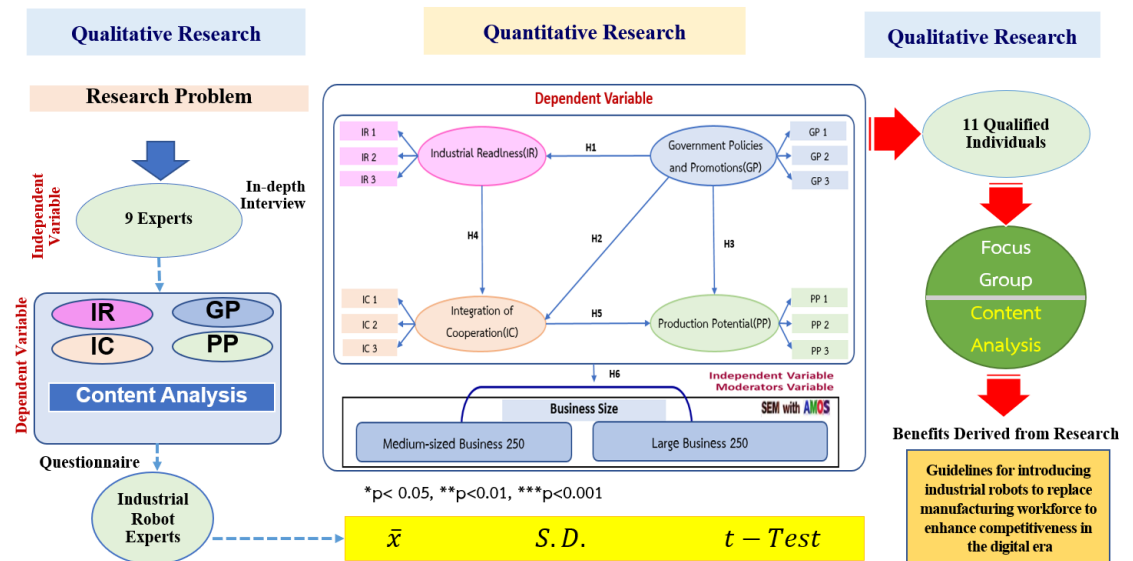 Qualitative Research
Research Problem
Independent
Variable
In-depth
Interview
9 Experts
Dependent Variable
IR
GP
IC
PP
Content Analysis
Questionnaire
Industrial
Robot
Experts
Quantitative Research
Dependent Variable
IR 1
IR 2
IR 3
Industrial Readiness(IR)
H1
Government Policies
and Promotions(GP)
GP 1
GP 2
GP 3
H4
H2
H3
IC 1
IC 2
IC 3
Integration of
Cooperation(IC)
H5
Production Potential(PP)
PP 1
PP 2
PP 3
H6
Independent Variable
Moderators Variable
Business Size
SEM with AMOS
Medium-sized Business 250
Large Business 250
*p< 0.05, **p<0.01, ***p<0.001
x̄ S.D. t − Test
Qualitative Research
11 Qualified
Individuals
Focus
Group
Content
Analysis
Benefits Derived from Research
Guidelines for introducing
industrial robots to replace
manufacturing workforce to
enhance competitiveness in
the digital era